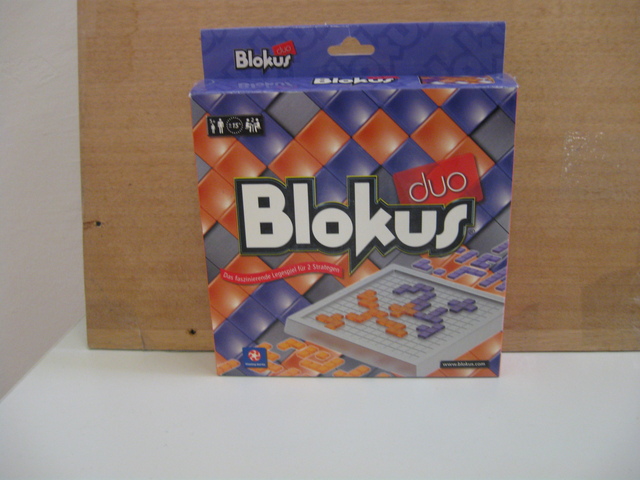 Blokus duo
Blokus
duo
Blokus
Das faszinierende Legespiel für 2 Strategen!
www.blokus.com